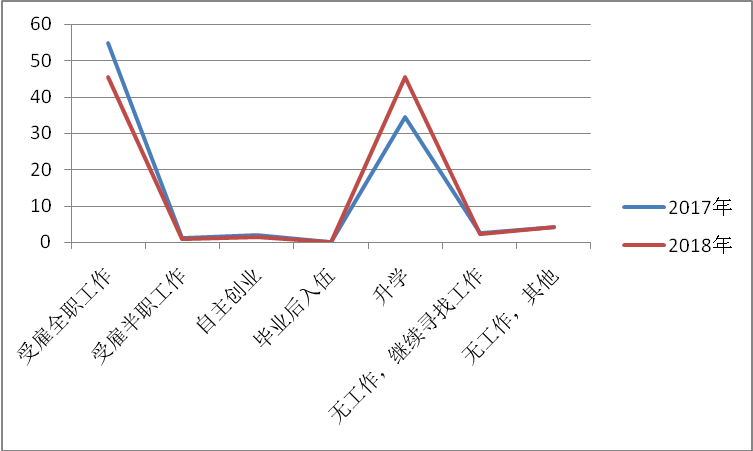 60
50
40
30
20
10
0
受雇全职工作
受雇半职工作
自主创业
毕业后入伍
升学
无工作，继续寻找工作
无工作，其他
2017年
2018年